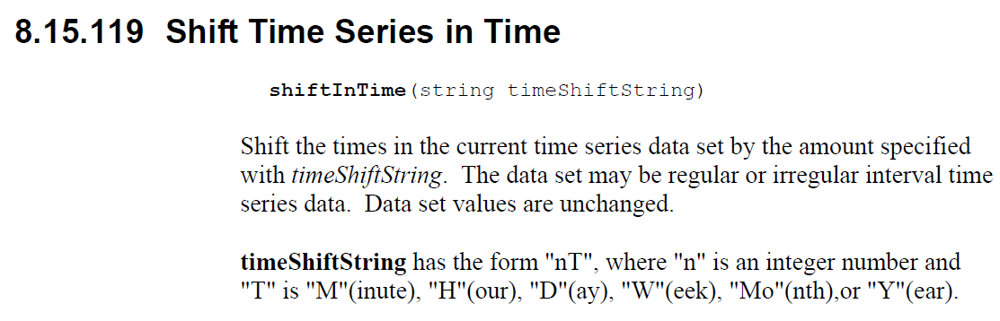 8.15.119 Shift Time Series in Time
shiftInTime(string timeShiftString)
Shift the times in the current time series data set by the amount specified
with timeShiftString. The data set may be regular or irregular interval time
series data. Data set values are unchanged.
timeShiftString has the form "nT", where "n" is an integer number and
"T" is "M"(inute), "H"(our), "D"(ay), "W"(eek), "Mo"(nth),or "Y"(ear).